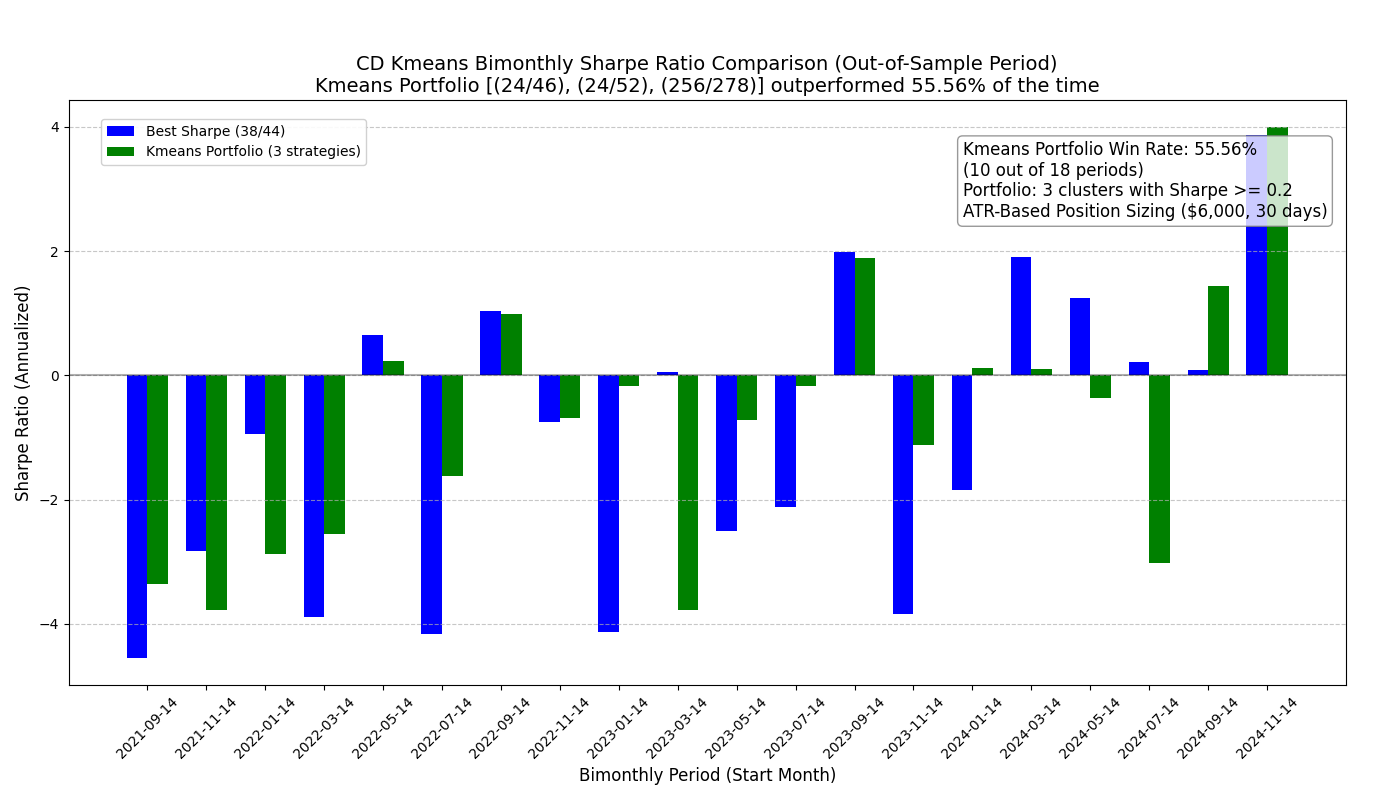 CD Kmeans Bimonthly Sharpe Ratio Comparison (Out-of-Sample Period)
Kmeans Portfolio [(24/46), (24/52), (256/278)] outperformed 55.56% of the time
Best Sharpe (38/44)
Kmeans Portfolio (3 strategies)
Kmeans Portfolio Win Rate: 55.56%
(10 out of 18 periods)
Portfolio: 3 clusters with Sharpe >= 0.2
ATR-Based Position Sizing ($6,000, 30 days)
Sharpe Ratio (Annualized)
4
2
0
−2
−4
2021-09-14
2021-11-14
2022-01-14
2022-03-14
2022-05-14
2022-07-14
2022-09-14
2022-11-14
2023-01-14
2023-03-14
2023-05-14
2023-07-14
2023-09-14
2023-11-14
2024-01-14
2024-03-14
2024-05-14
2024-07-14
2024-09-14
2024-11-14
Bimonthly Period (Start Month)